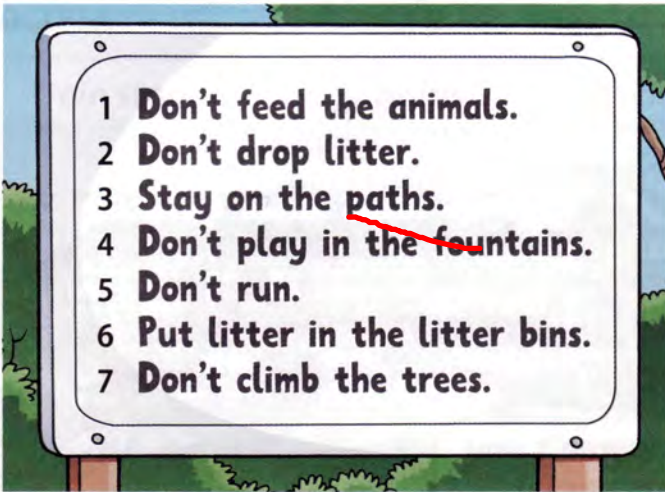 1 Don't feed the animals.
2 Don't drop litter.
3 Stay on the paths.
4 Don't play in the fountains.
5 Don't run.
6 Put litter in the litter bins.
7 Don't climb the trees.